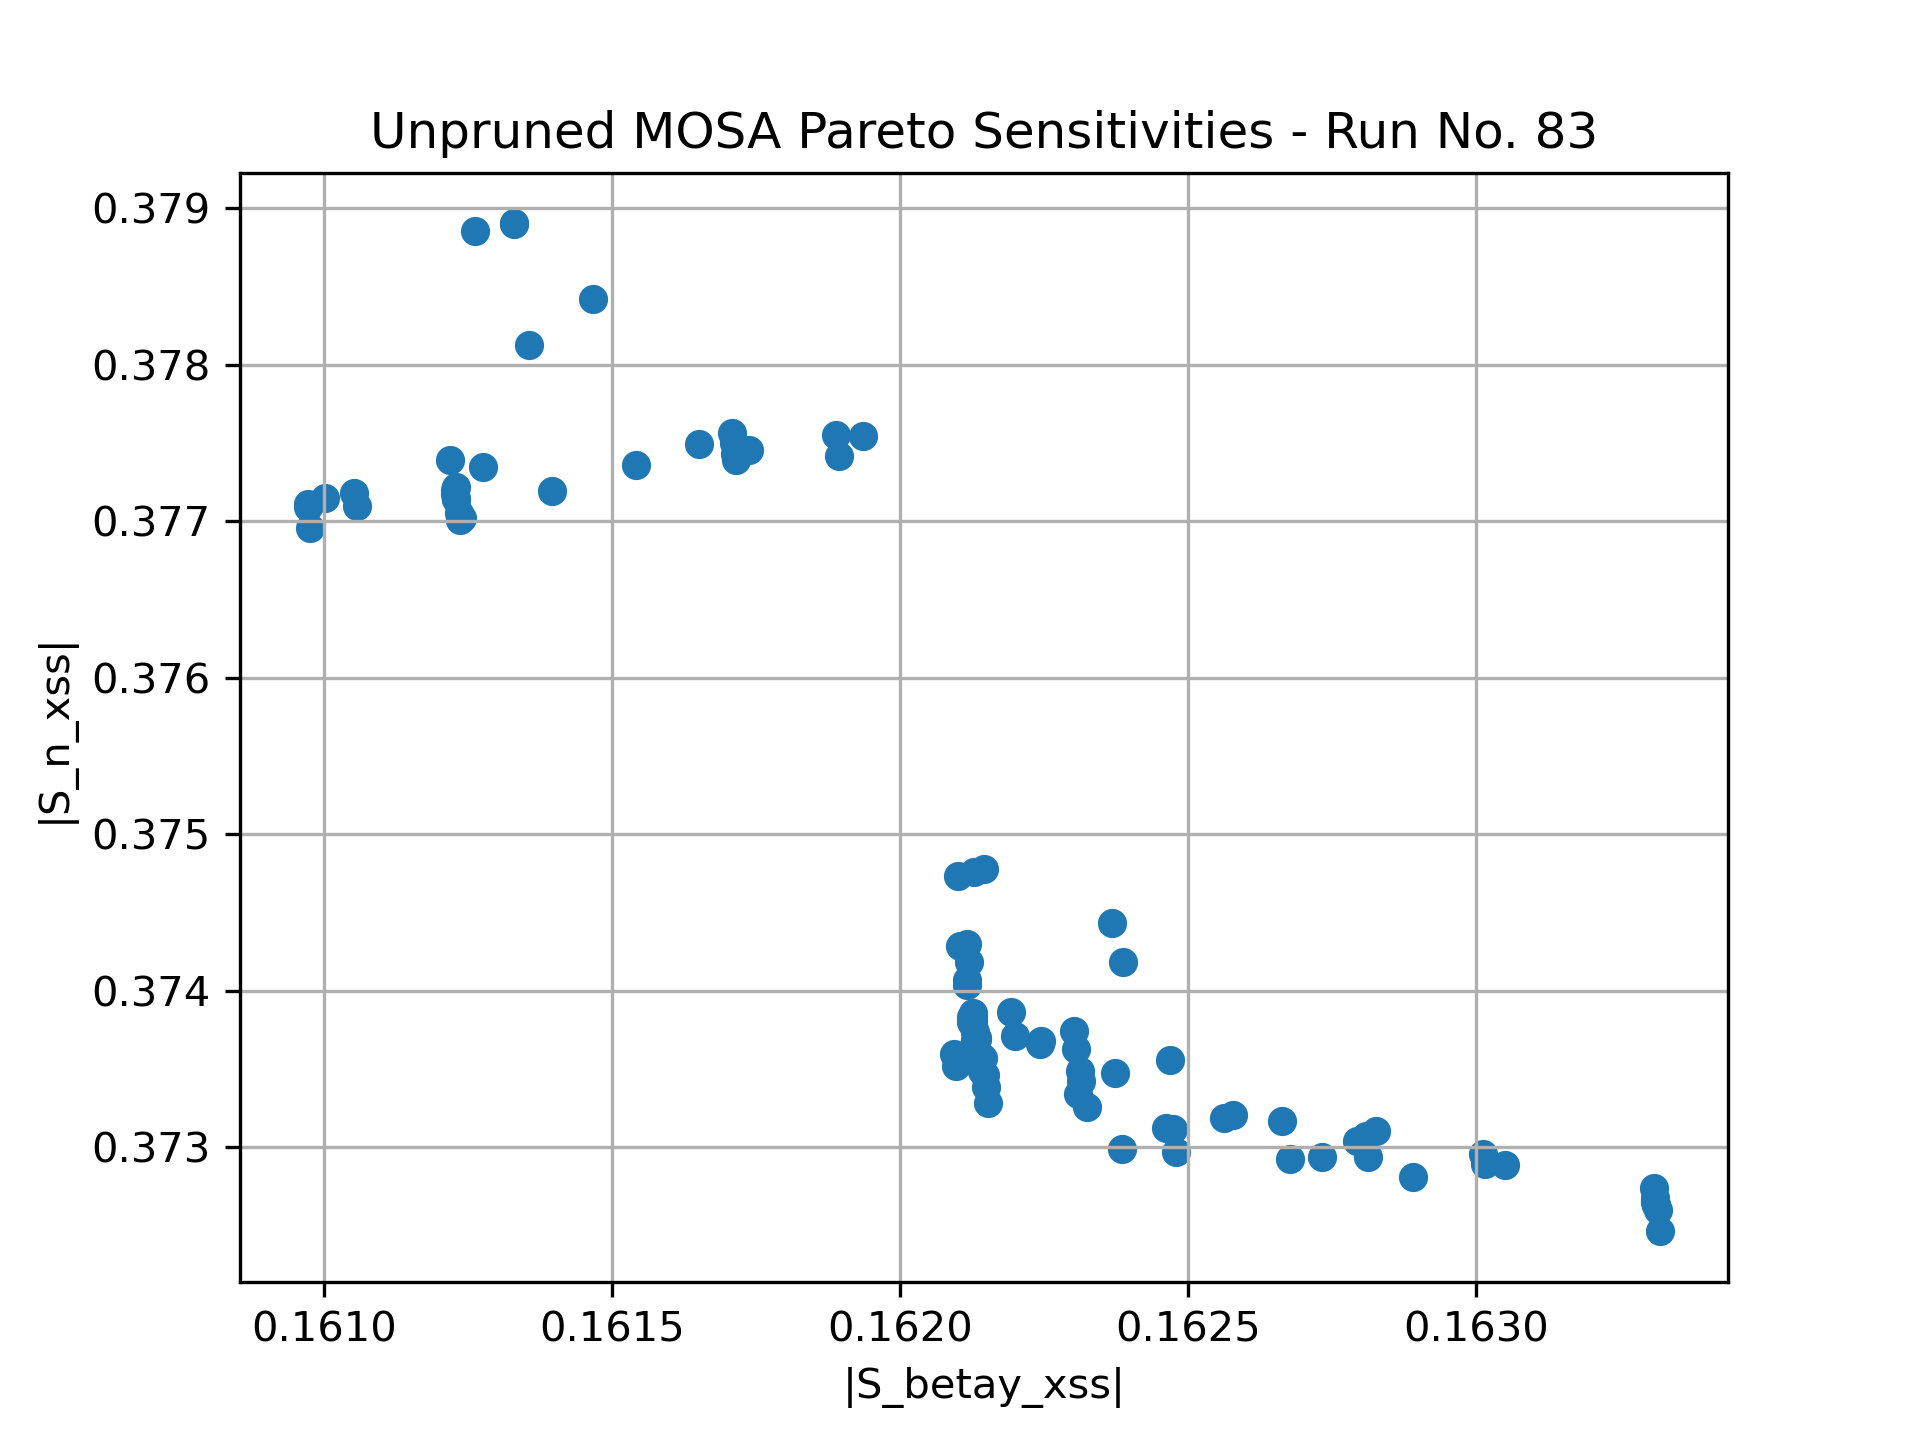 Unpruned MOSA Pareto Sensitivities - Run No. 83
0.379
0.378
0.377
0.376
0.375
0.374
0.373
|S_n_xss|
0.1610 0.1615 0.1620 0.1625 0.1630
|S_betay_xss|